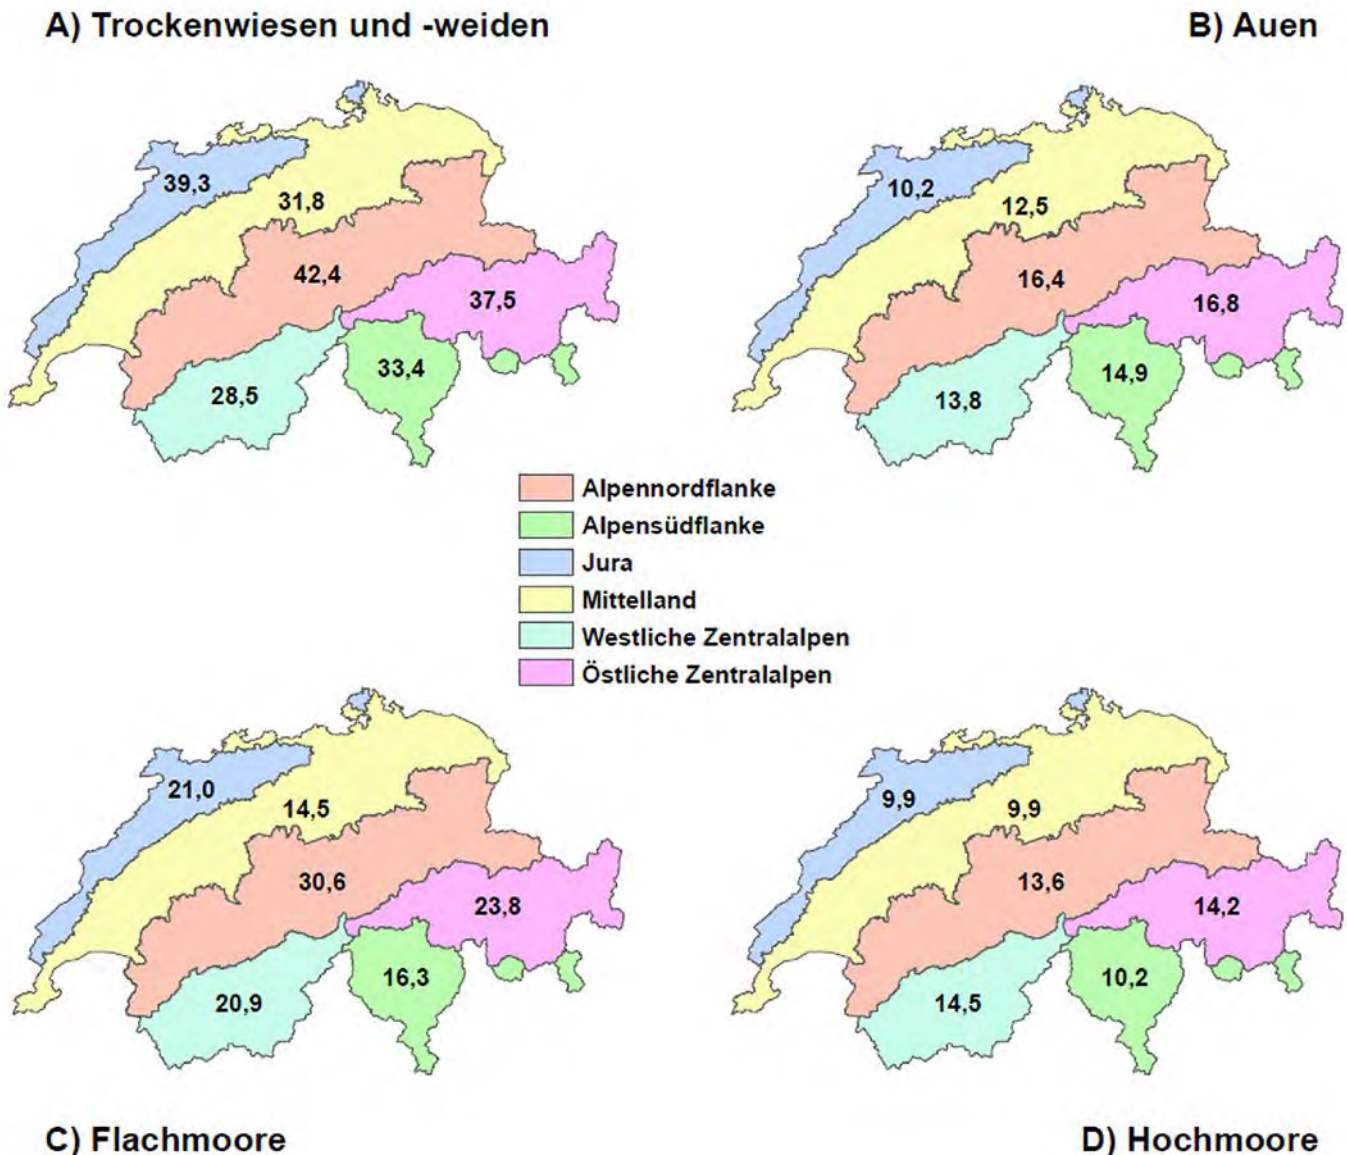 A) Trockenwiesen und -weiden
B) Auen
39,3
31,8
42,4
37,5
33,4
28,5
10,2
12,5
16,4
16,8
14,9
13,8
Alpennordflanke
Alpensüdflanke
Jura
Mittelland
Westliche Zentralalpen
Östliche Zentralalpen
21,0
14,5
30,6
23,8
16,3
20,9
9,9
9,9
13,6
14,2
10,2
14,5
C) Flachmoore
D) Hochmoore